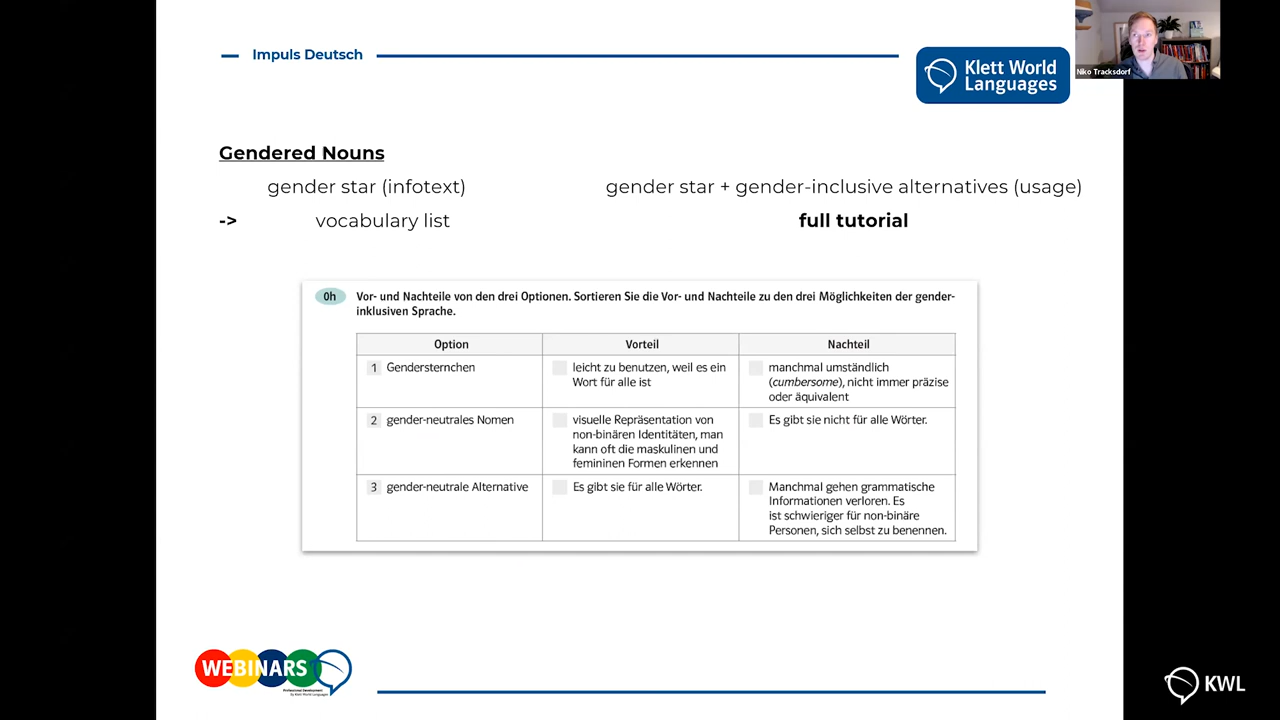 Impuls Deutsch
Klett World
Languages
Niko Tracksdorf
Gendered Nouns
gender star (infotext)
gender star + gender-inclusive alternatives (usage)
-> vocabulary list
full tutorial
0h Vor- und Nachteile von den drei Optionen. Sortieren Sie die Vor- und Nachteile zu den drei Möglichkeiten der gender-
inklusiven Sprache.
Option Vorteil Nachteil
1 Gendersternchen
leicht zu benutzen, weil es ein
Wort für alle ist
manchmal umständlich
(cumbersome), nicht immer präzise
oder äquivalent
2 gender-neutrales Nomen
visuelle Repräsentation von
non-binären Identitäten, man
kann oft die maskulinen und
femininen Formen erkennen
Es gibt sie nicht für alle Wörter.
3 gender-neutrale Alternative
Es gibt sie für alle Wörter.
Manchmal gehen grammatische
Informationen verloren. Es
ist schwieriger für non-binäre
Personen, sich selbst zu benennen.
WEBINARS
Professional Development
by Klett World Languages
KWL